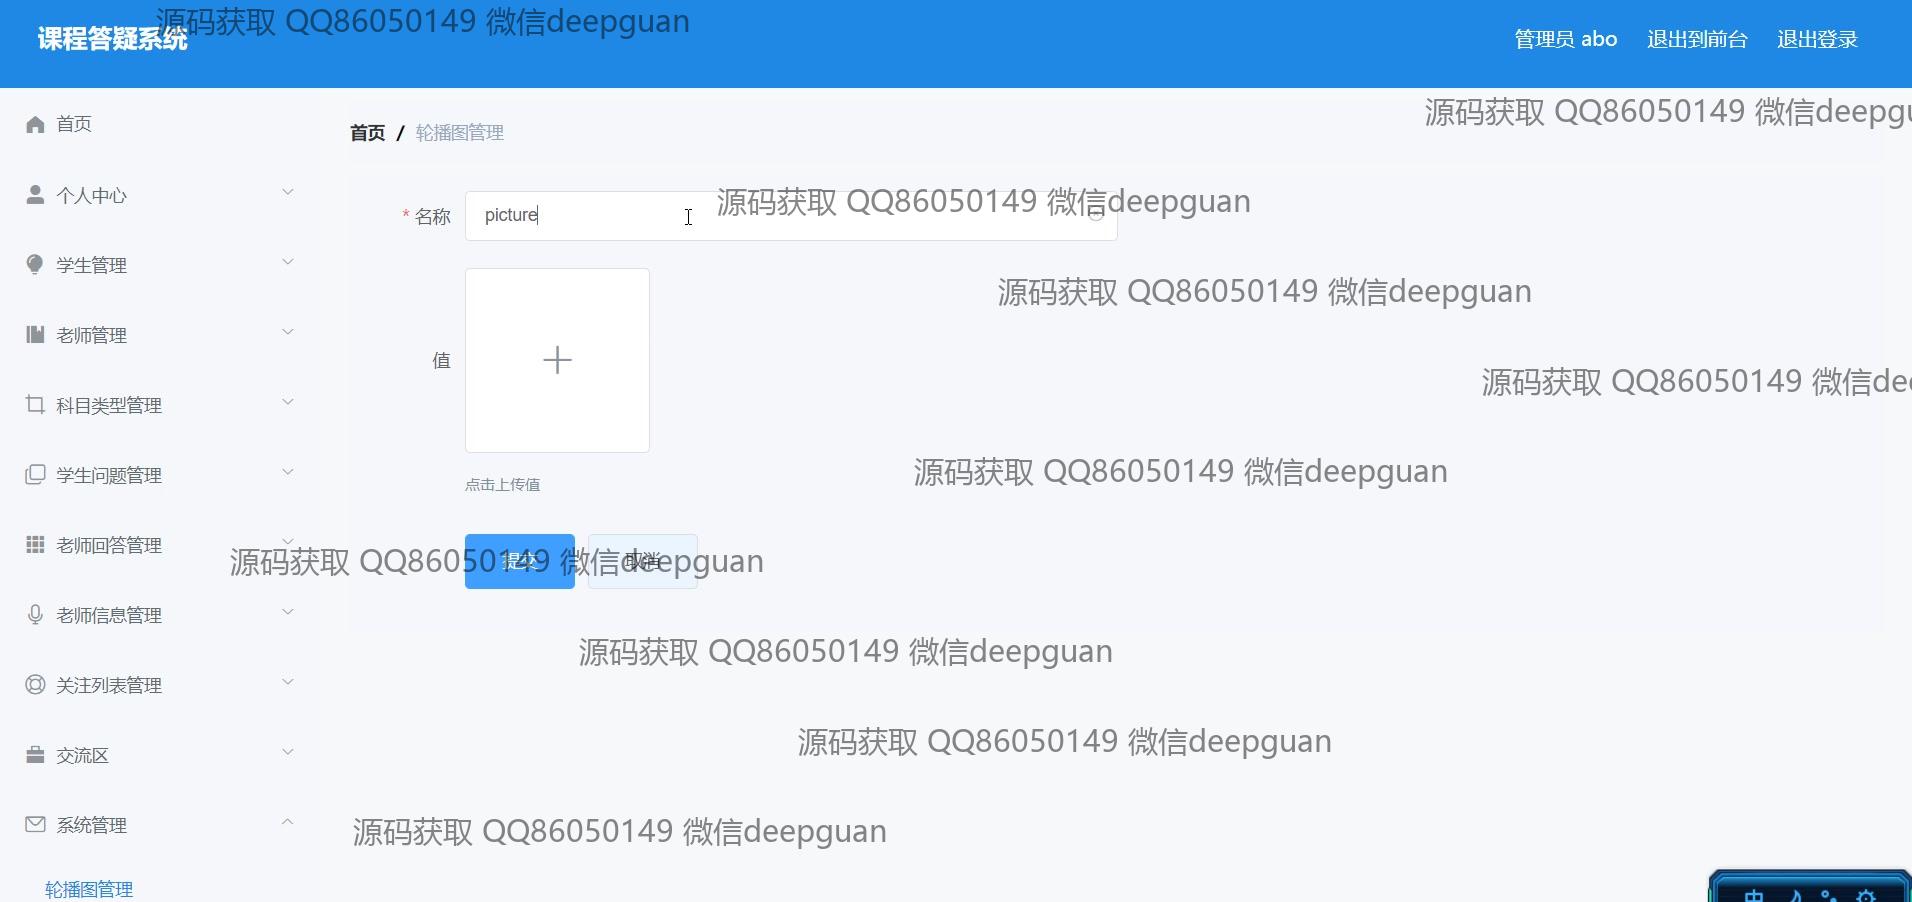 源码获取 QQ86050149 微信deepguan
课程答疑系统
管理员 abo 退出到前台 退出登录
源码获取 QQ86050149 微信deepgu
首页
首页 / 轮播图管理
个人中心
源码获取 QQ86050149 微信deepguan
* 名称 picture
学生管理
源码获取 QQ86050149 微信deepguan
老师管理
值
源码获取 QQ86050149 微信dee
科目类型管理
学生问题管理
源码获取 QQ86050149 微信deepguan
点击上传值
老师回答管理
源码获取 QQ86050149 微信deepguan
提交 取消
老师信息管理
源码获取 QQ86050149 微信deepguan
关注列表管理
源码获取 QQ86050149 微信deepguan
交流区
系统管理
源码获取 QQ86050149 微信deepguan
轮播图管理
中